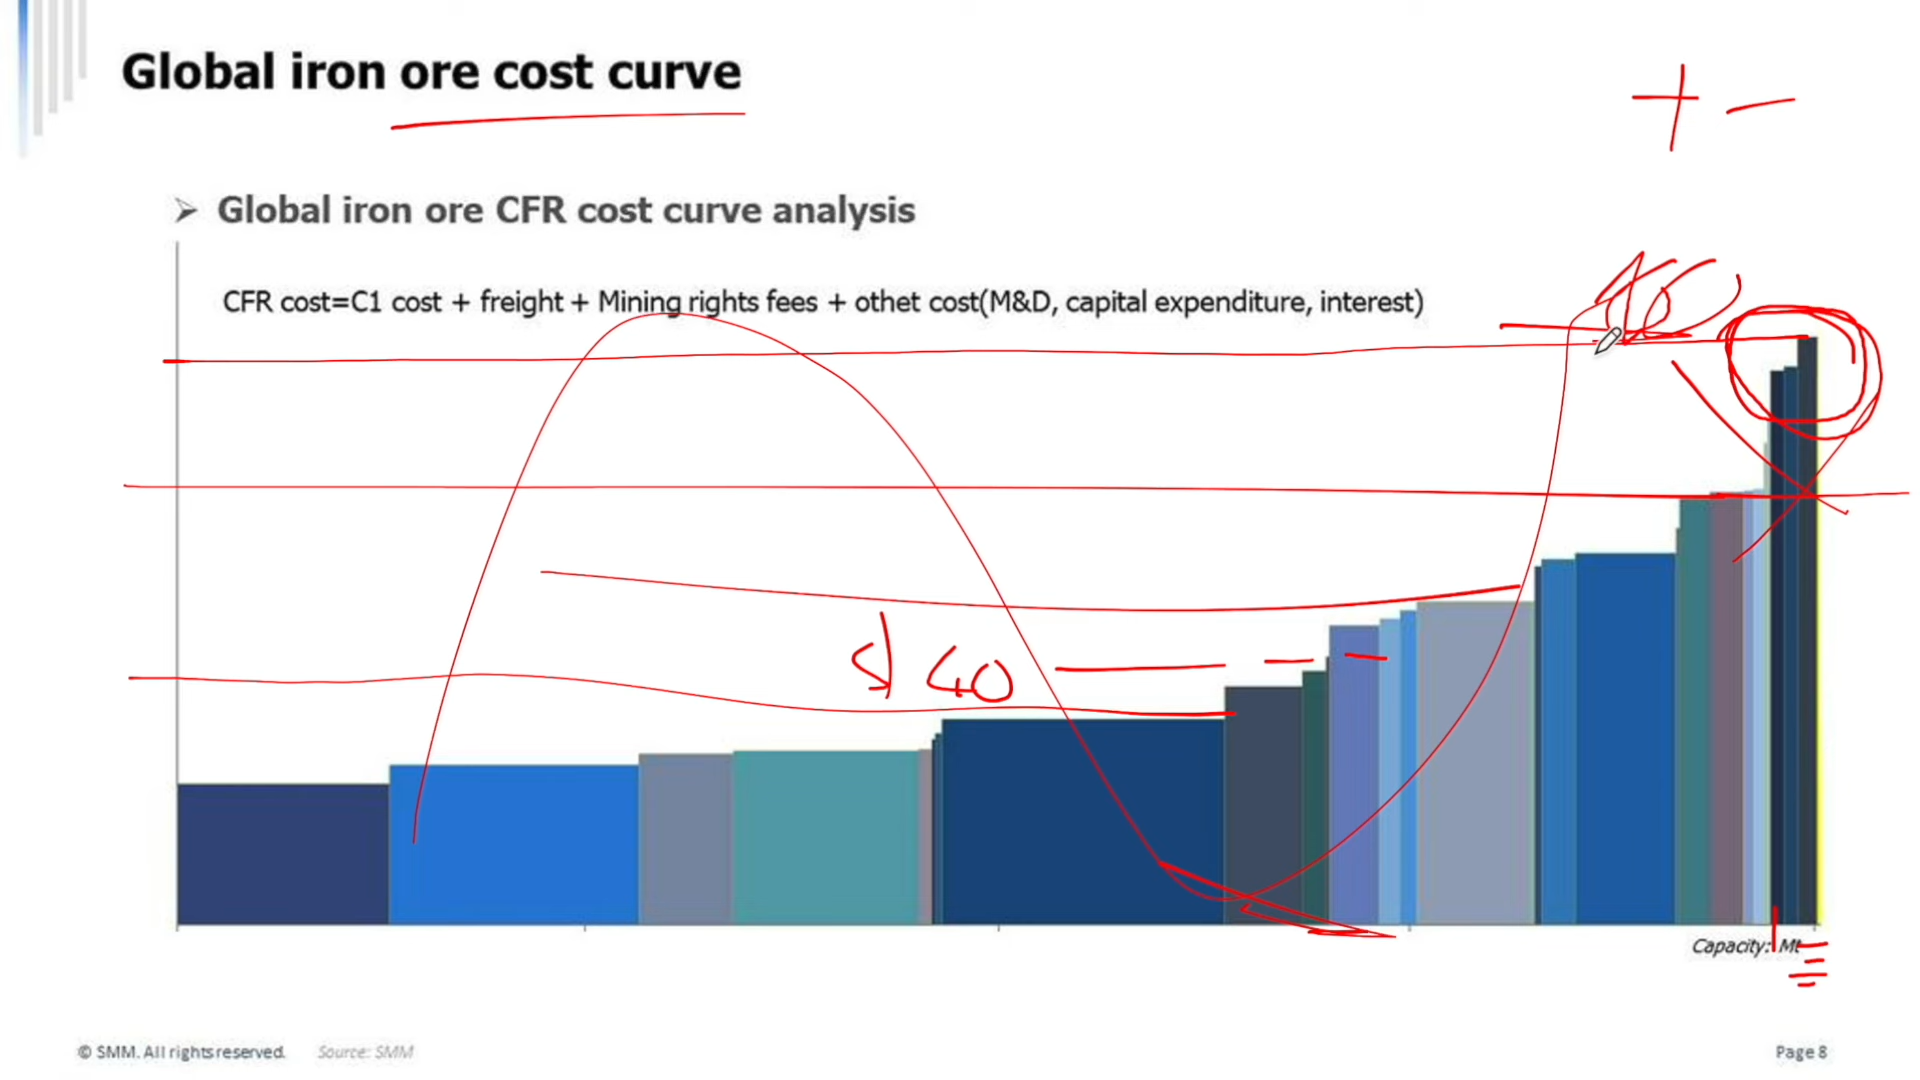 Global iron ore cost curve
+ -
➢ Global iron ore CFR cost curve analysis
CFR cost=C1 cost + freight + Mining rights fees + othet cost(M&D, capital expenditure, interest)
$ 40
Capacity: Mt
© SMM. All rights reserved. Source: SMM
Page 8